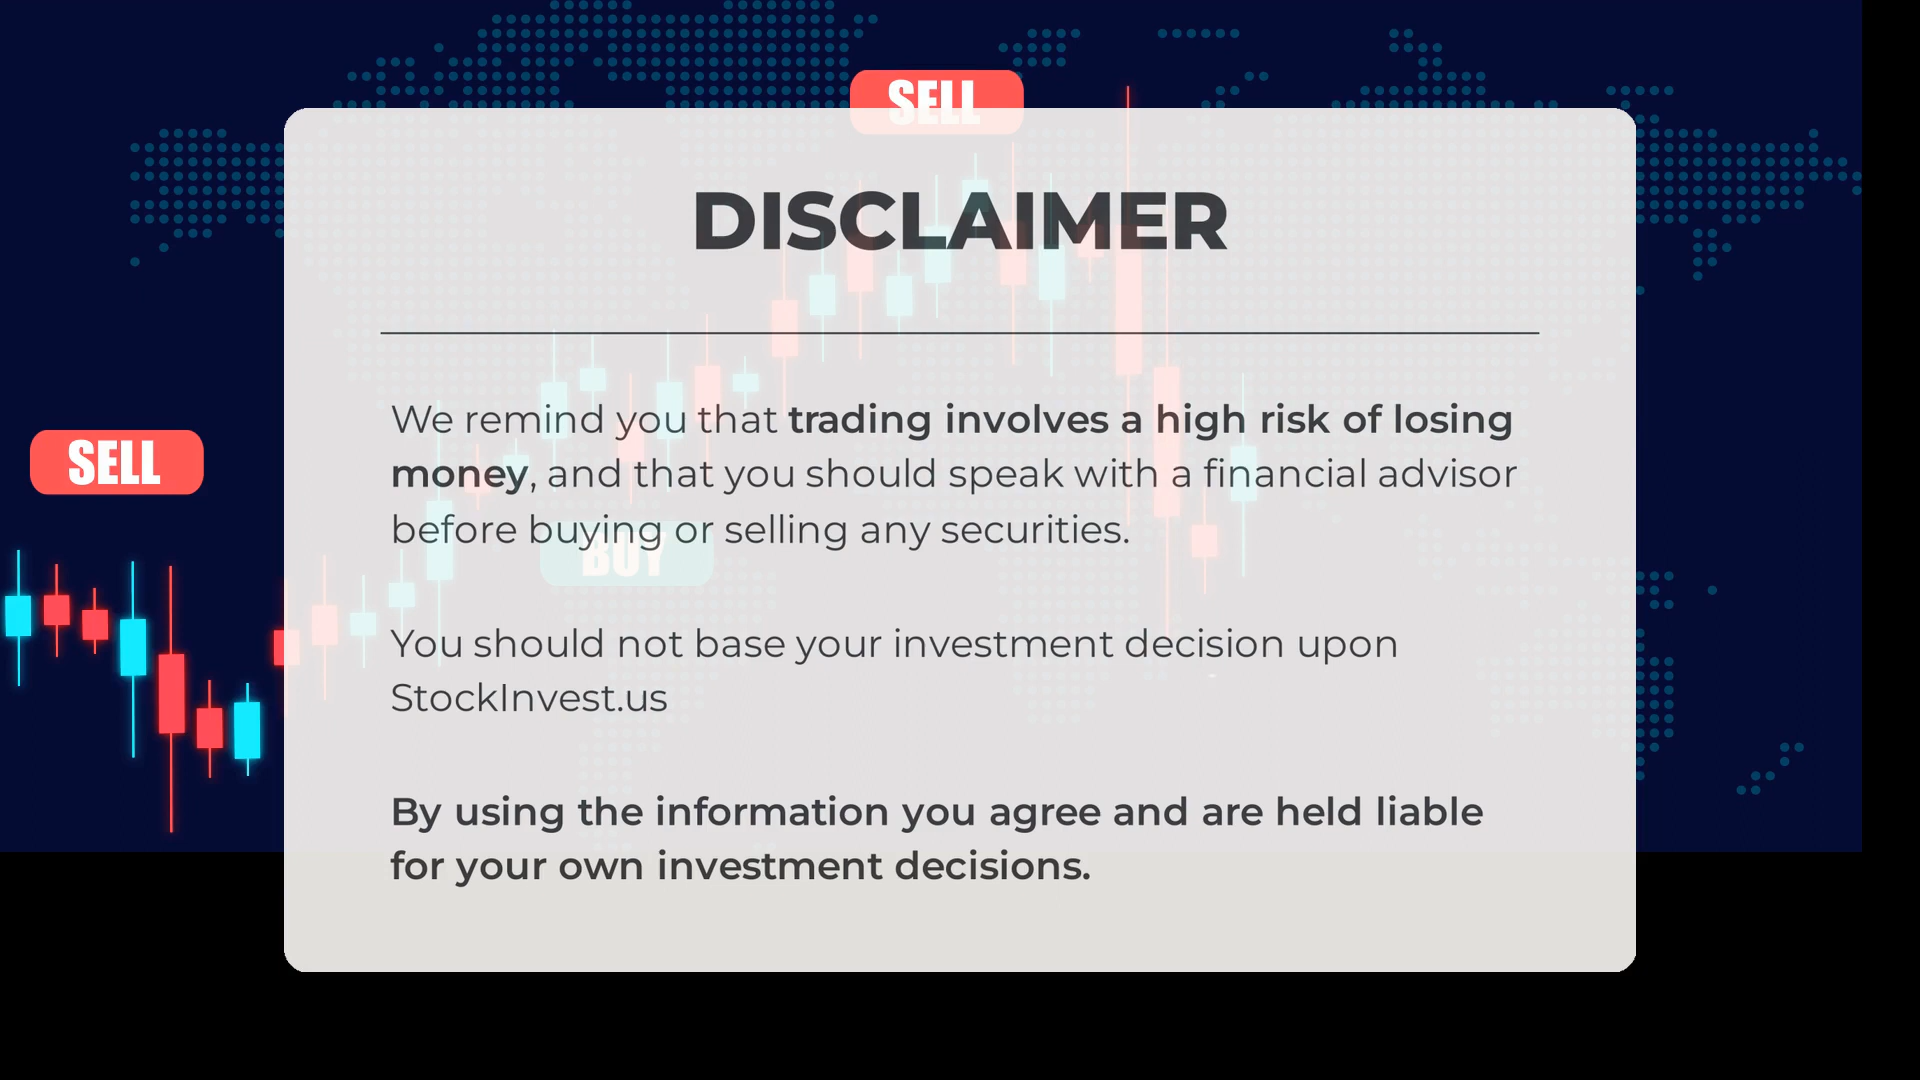 SELL
DISCLAIMER
We remind you that trading involves a high risk of losing
money, and that you should speak with a financial advisor
before buying or selling any securities.
SELL
BUY
You should not base your investment decision upon
StockInvest.us
By using the information you agree and are held liable
for your own investment decisions.